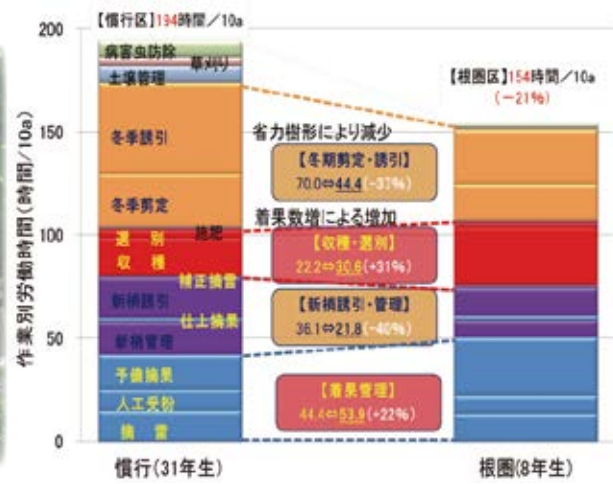 【慣行区】194時間/10a
200
150
100
50
0
作業別労働時間(時間/10a)
病害虫防除
草刈り
土壌管理
冬季誘引
冬季剪定
施肥
選別
収穫
補正摘蕾
新梢誘引
仕上摘果
新梢管理
予備摘果
人工受粉
摘蕾
省力樹形により減少
【冬期剪定・誘引】
70.0⇔44.4(-37%)
着果数増による増加
【収穫・選別】
22.2⇔30.6(+31%)
【新梢誘引・管理】
36.1⇔21.8(-40%)
【着果管理】
44.4⇔53.9(+22%)
【根圏区】154時間/10a
(-21%)
慣行(31年生)
根圏(8年生)